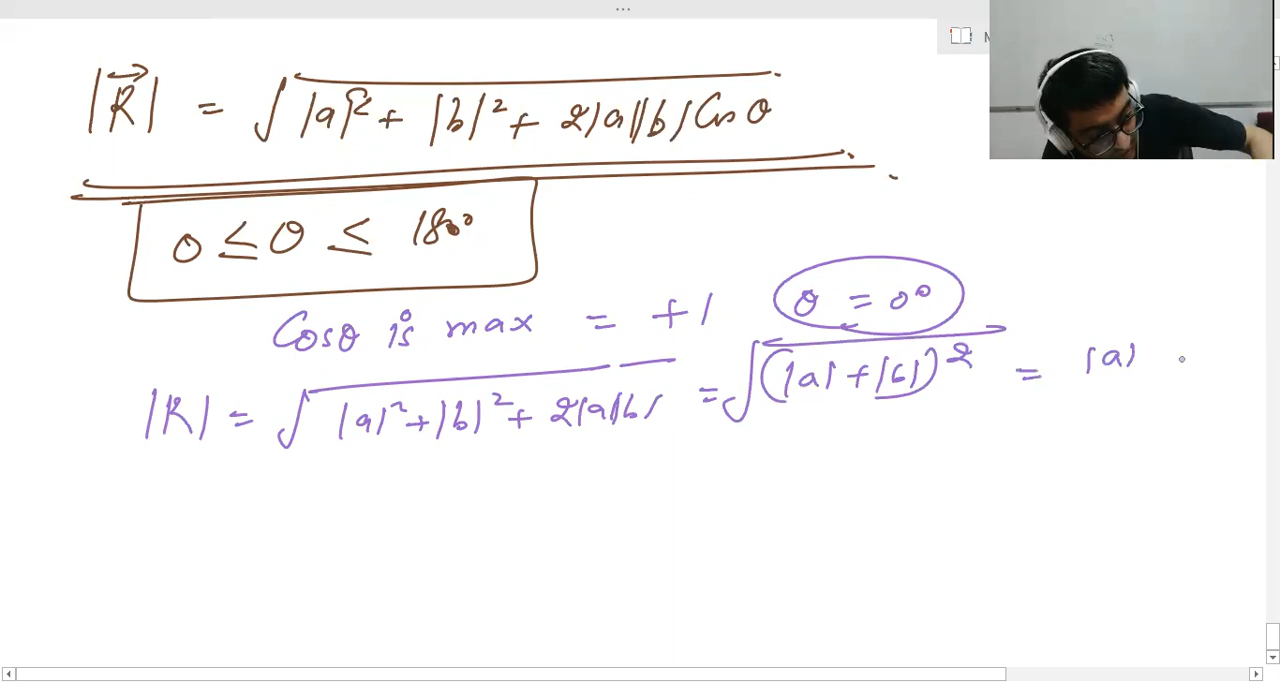 |R⃡| = √|a|² + |b|² + 2|a||b| Cos θ
0 ≤ θ ≤ 180°
Cosθ is max = +1 θ = 0°
|R| = √|a|² + |b|² + 2|a||b| = √(|a| + |b|)² = |a|